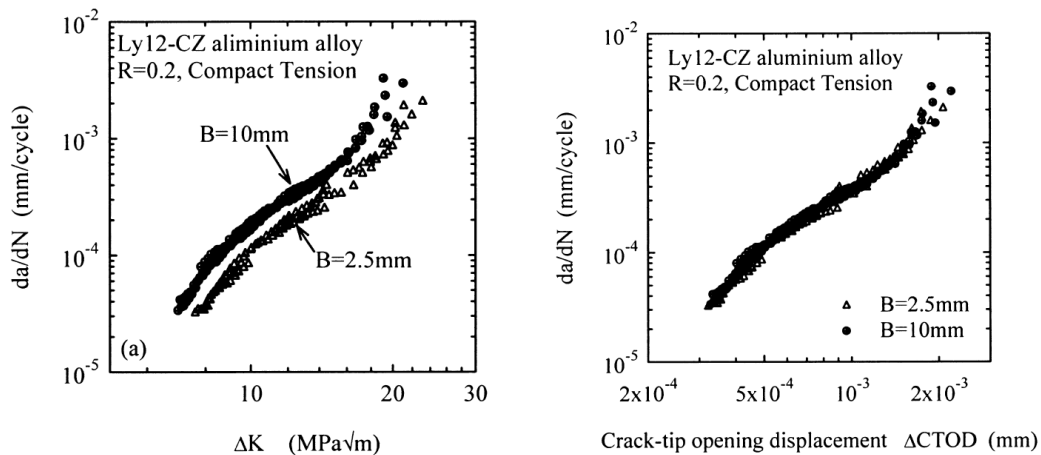 10⁻²
Ly12-CZ aliminium alloy
R=0.2, Compact Tension
10⁻³
B=10mm
da/dN (mm/cycle)
10⁻⁴
B=2.5mm
(a)
10⁻⁵
10 20 30
ΔK (MPa√m)
10⁻²
Ly12-CZ aluminium alloy
R=0.2, Compact Tension
10⁻³
da/dN (mm/cycle)
10⁻⁴
B=2.5mm
B=10mm
10⁻⁵
2x10⁻⁴ 5x10⁻⁴ 10⁻³ 2x10⁻³
Crack-tip opening displacement ΔCTOD (mm)